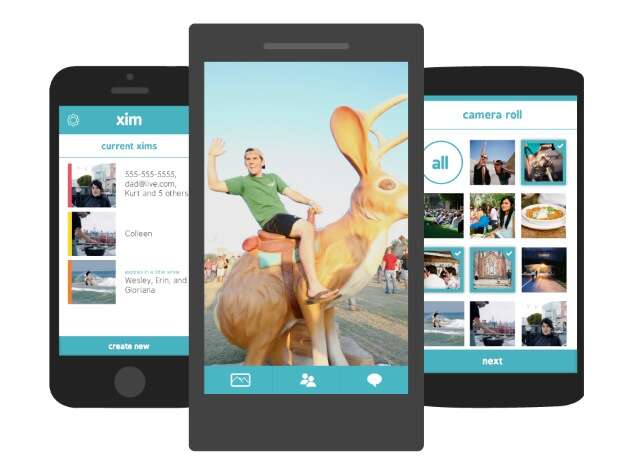 xim
current xims
555-555-5555,
dad@live.com,
Kurt and 5 others
Colleen
expires in a little while
Wesley, Erin, and
Gloriana
create new
camera roll
all
next